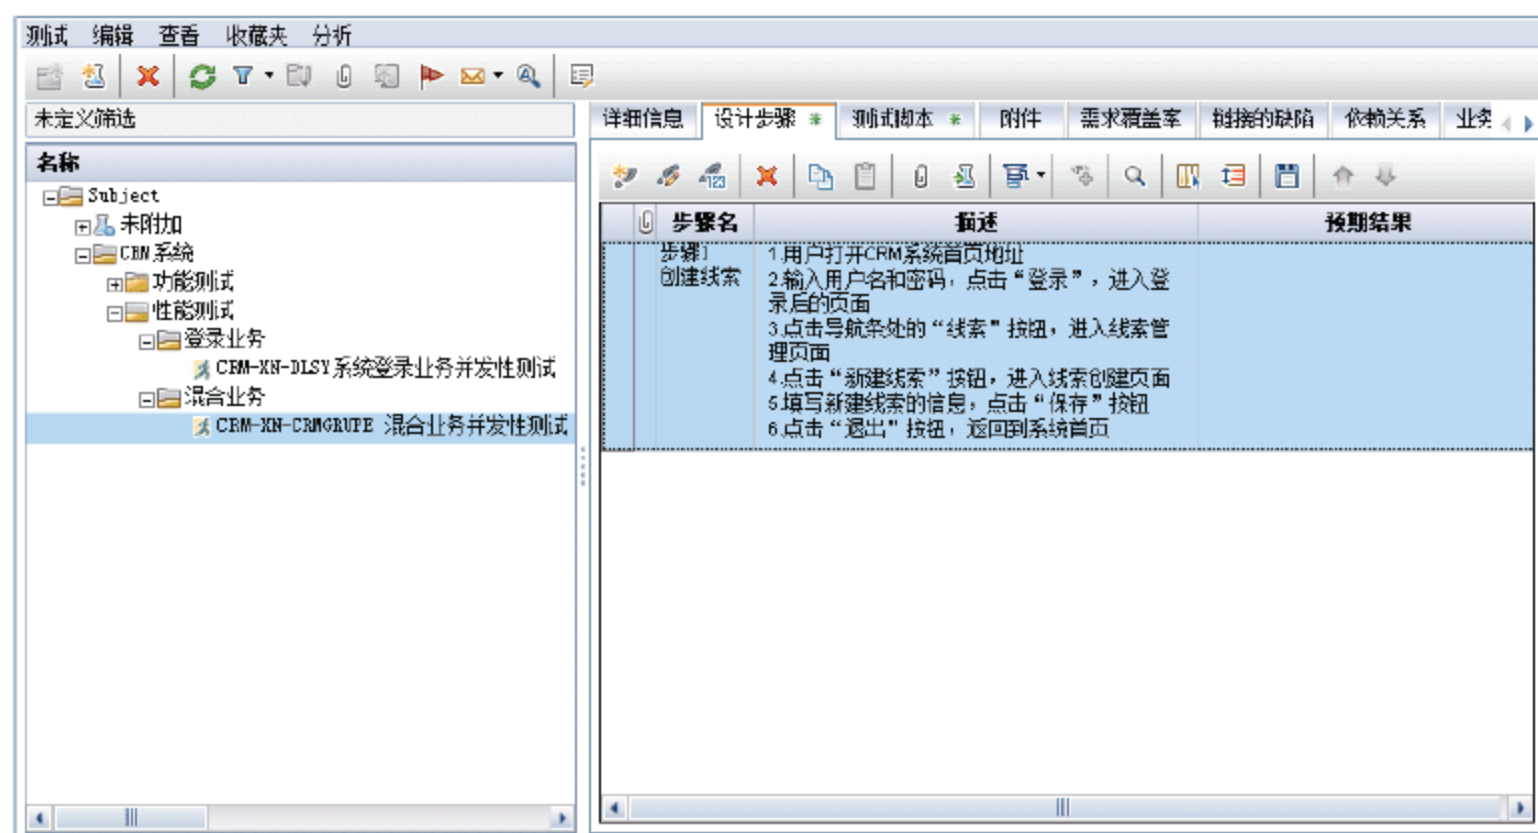 测试 编辑 查看 收藏夹 分析
未定义筛选
名称
Subject
未附加
CRM系统
功能测试
性能测试
登录业务
CRM-XN-DLSY系统登录业务并发性测试
混合业务
CRM-XN-CRMGRUPE 混合业务并发性测试
详细信息 设计步骤 * 测试脚本 * 附件 需求覆盖率 链接的缺陷 依赖关系 业务
步骤名 描述 预期结果
步骤1
创建线索
1.用户打开CRM系统首页地址
2.输入用户名和密码，点击“登录”，进入登
录后的页面
3.点击导航条处的“线索”按钮，进入线索管
理页面
4.点击“新建线索”按钮，进入线索创建页面
5.填写新建线索的信息，点击“保存”按钮
6.点击“退出”按钮，返回到系统首页